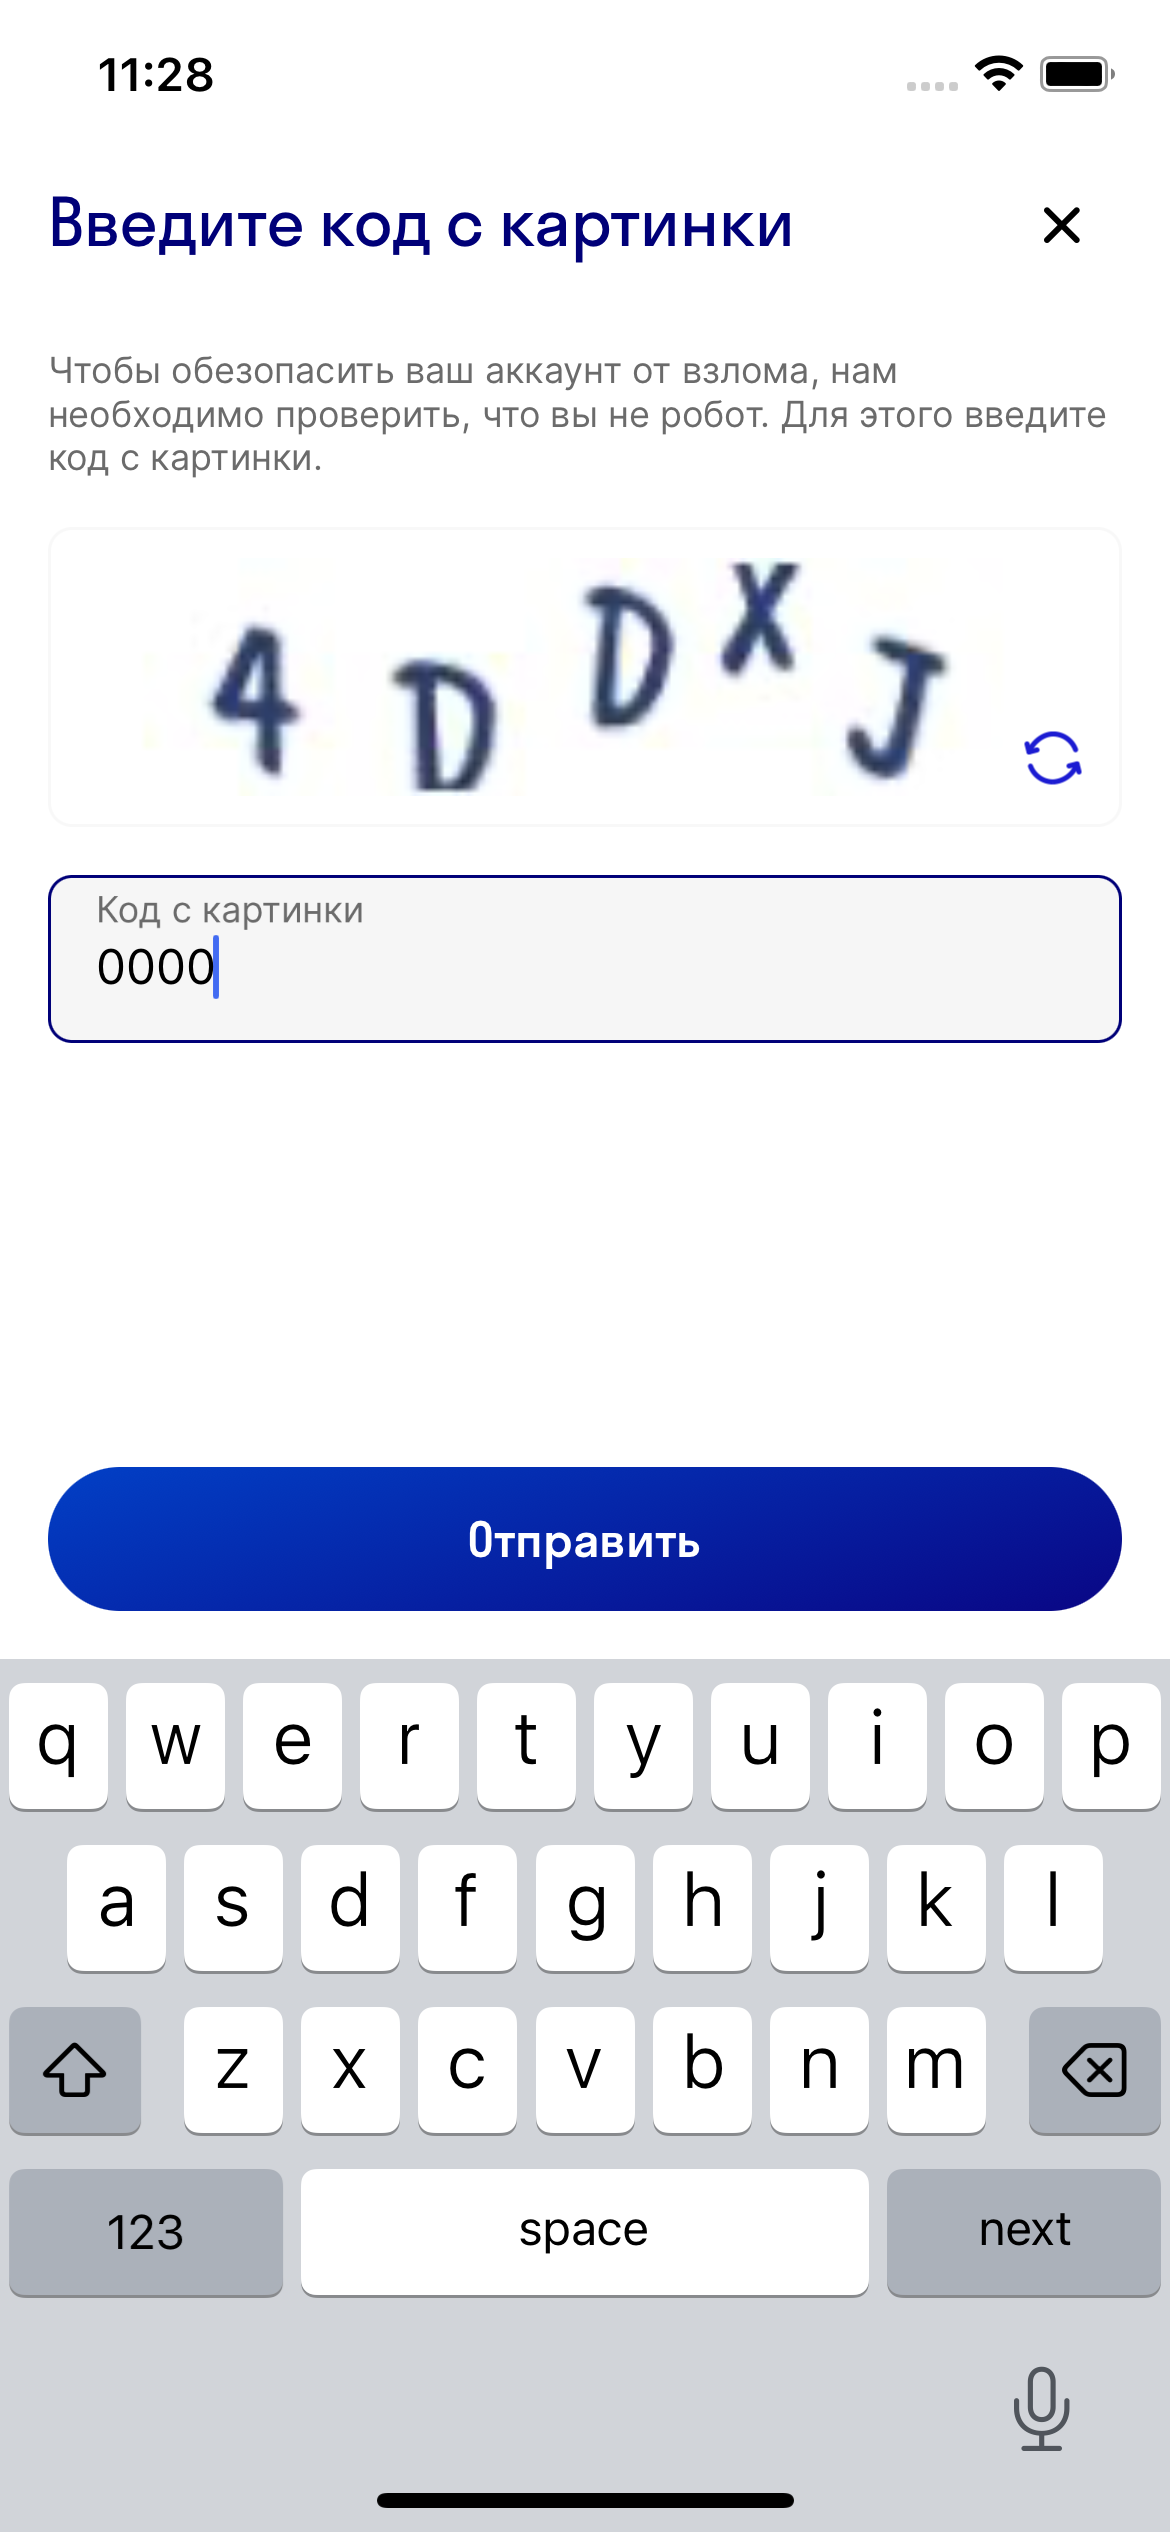 11:28
Введите код с картинки
Чтобы обезопасить ваш аккаунт от взлома, нам
необходимо проверить, что вы не робот. Для этого введите
код с картинки.
4 D D X J
Код с картинки
0000
Отправить
q w e r t y u i o p
a s d f g h j k l
z x c v b n m
123 space next